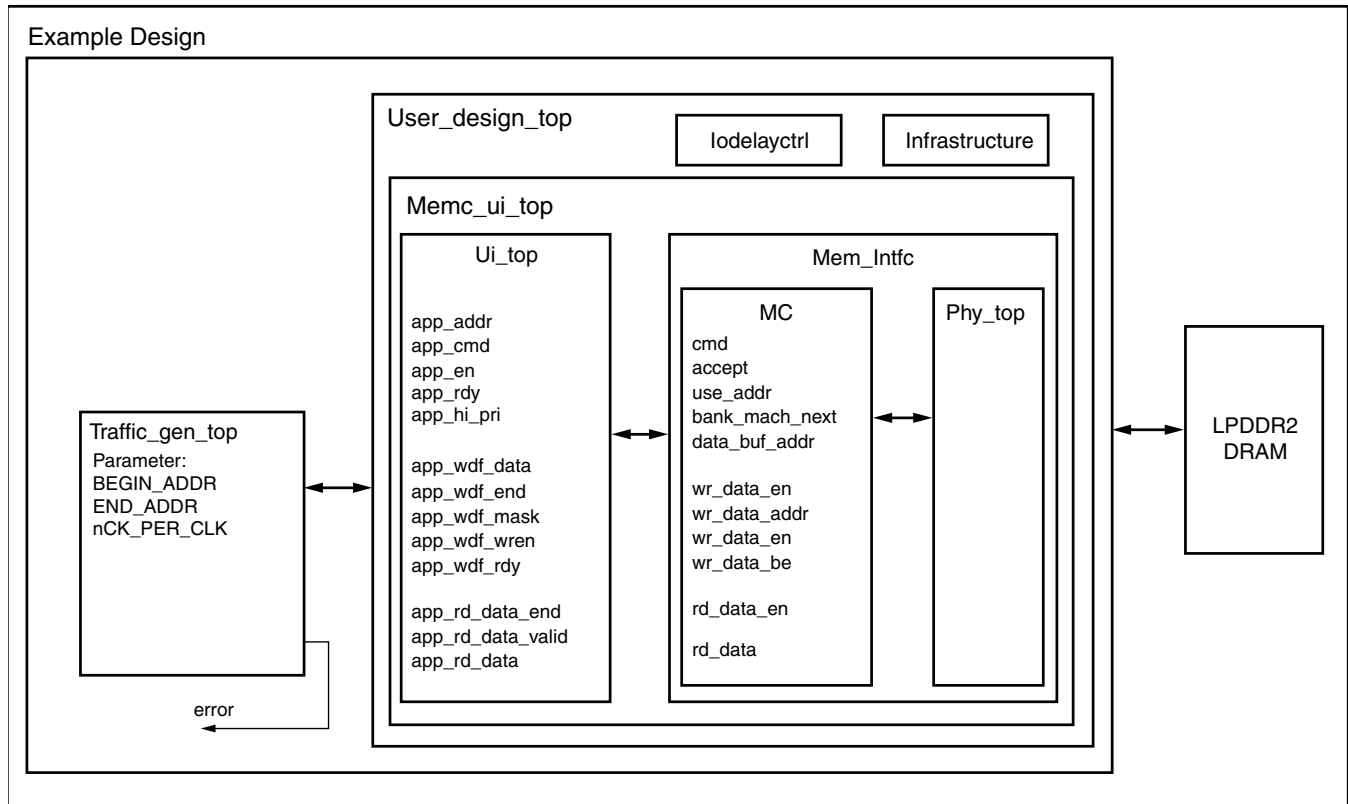 Example Design
User_design_top
Iodelayctrl
Infrastructure
Memc_ui_top
Ui_top
app_addr
app_cmd
app_en
app_rdy
app_hi_pri
app_wdf_data
app_wdf_end
app_wdf_mask
app_wdf_wren
app_wdf_rdy
app_rd_data_end
app_rd_data_valid
app_rd_data
Mem_Intfc
MC
cmd
accept
use_addr
bank_mach_next
data_buf_addr
wr_data_en
wr_data_addr
wr_data_en
wr_data_be
rd_data_en
rd_data
Phy_top
Traffic_gen_top
Parameter:
BEGIN_ADDR
END_ADDR
nCK_PER_CLK
error
LPDDR2
DRAM